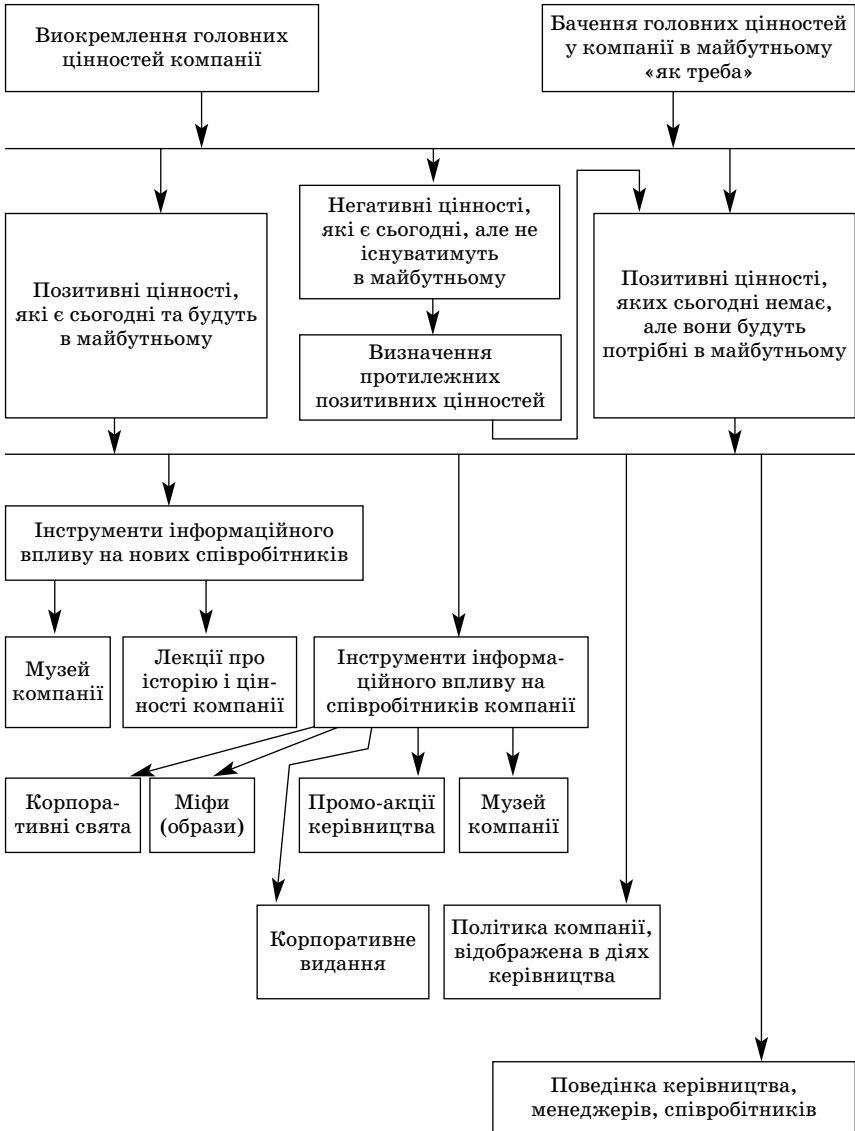 Виокремлення головних
цінностей компанії
Бачення головних цінностей
у компанії в майбутньому
«як треба»
Позитивні цінності,
які є сьогодні та будуть
в майбутньому
Негативні цінності,
які є сьогодні, але не
існуватимуть
в майбутньому
Визначення
протилежних
позитивних цінностей
Позитивні цінності,
яких сьогодні немає,
але вони будуть
потрібні в майбутньому
Інструменти інформаційного
впливу на нових співробітників
Музей
компанії
Лекції про
історію і цін-
ності компанії
Інструменти інформа-
ційного впливу на
співробітників компанії
Корпора-
тивні свята
Міфи
(образи)
Промо-акції
керівництва
Музей
компанії
Корпоративне
видання
Політика компанії,
відображена в діях
керівництва
Поведінка керівництва,
менеджерів, співробітників